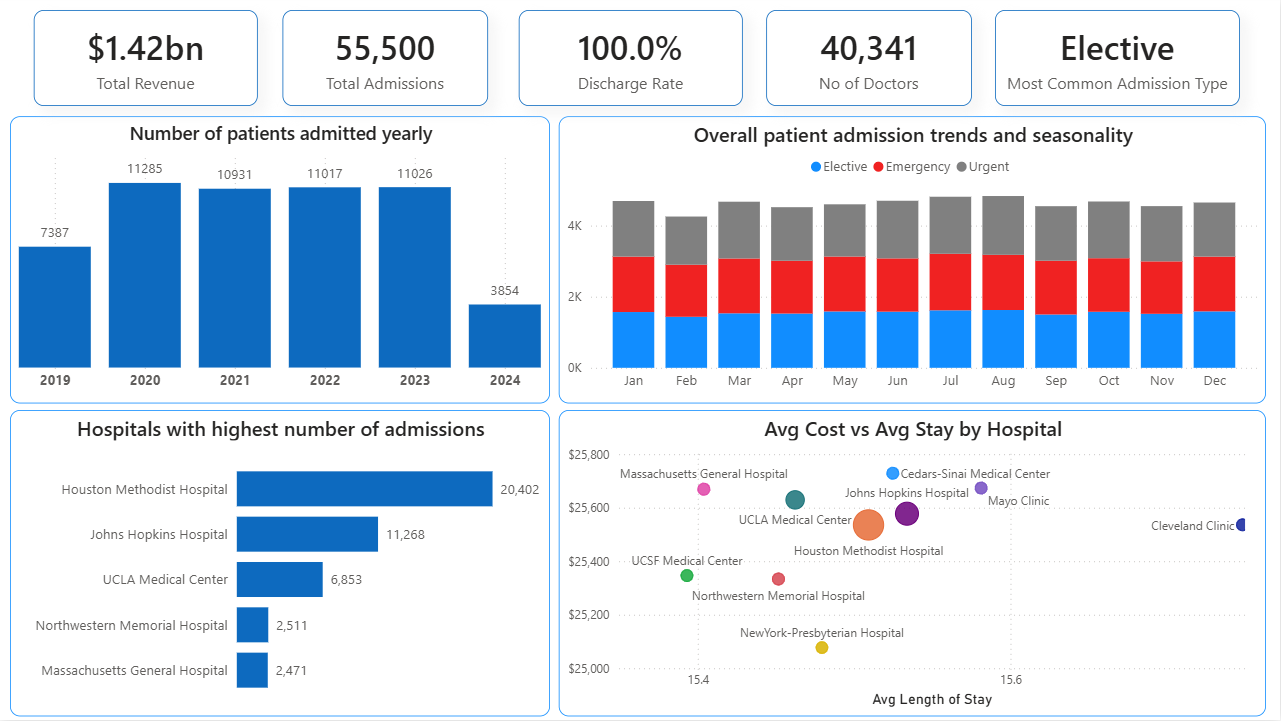 $1.42bn
Total Revenue
55,500
Total Admissions
100.0%
Discharge Rate
40,341
No of Doctors
Elective
Most Common Admission Type
Number of patients admitted yearly
7387
11285
10931
11017
11026
3854
2019 2020 2021 2022 2023 2024
Overall patient admission trends and seasonality
Elective Emergency Urgent
4K
2K
0K
Jan Feb Mar Apr May Jun Jul Aug Sep Oct Nov Dec
Hospitals with highest number of admissions
Houston Methodist Hospital 20,402
Johns Hopkins Hospital 11,268
UCLA Medical Center 6,853
Northwestern Memorial Hospital 2,511
Massachusetts General Hospital 2,471
Avg Cost vs Avg Stay by Hospital
$25,800
$25,600
$25,400
$25,200
$25,000
Massachusetts General Hospital
Cedars-Sinai Medical Center
Johns Hopkins Hospital
Mayo Clinic
UCLA Medical Center
Cleveland Clinic
Houston Methodist Hospital
UCSF Medical Center
Northwestern Memorial Hospital
NewYork-Presbyterian Hospital
15.4 15.6
Avg Length of Stay